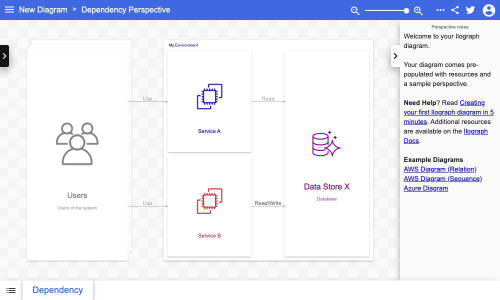 New Diagram > Dependency Perspective
Perspective notes
Welcome to your Ilograph
diagram.
Your diagram comes pre-
populated with resources and
a sample perspective.
Need Help? Read Creating
your first Ilograph diagram in 5
minutes. Additional resources
are available on the Ilograph
Docs.
Example Diagrams
AWS Diagram (Relation)
AWS Diagram (Sequence)
Azure Diagram
My Environment
Users
Users of the system
Use
Use
Service A
Service B
Read
Read/Write
Data Store X
Database
Dependency